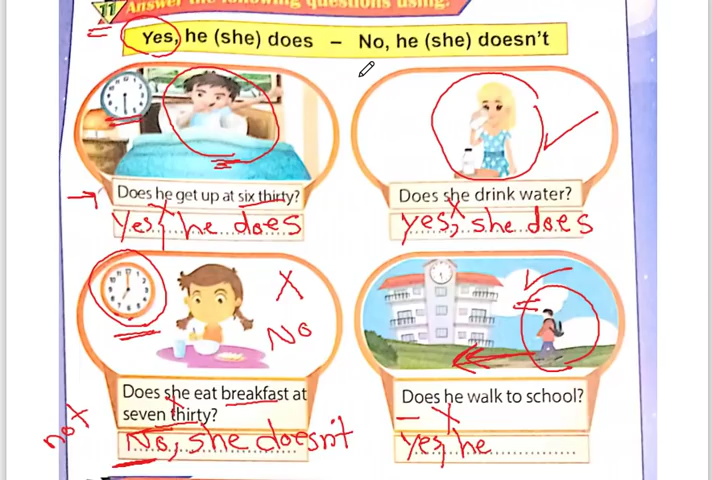 11 Answer the following questions using:
Yes, he (she) does – No, he (she) doesn't
Does he get up at six thirty?
Yes, he does
Does she drink water?
yes, she does
X
No
Does she eat breakfast at
seven thirty?
not
No, she doesn't
Does he walk to school?
Yes, he